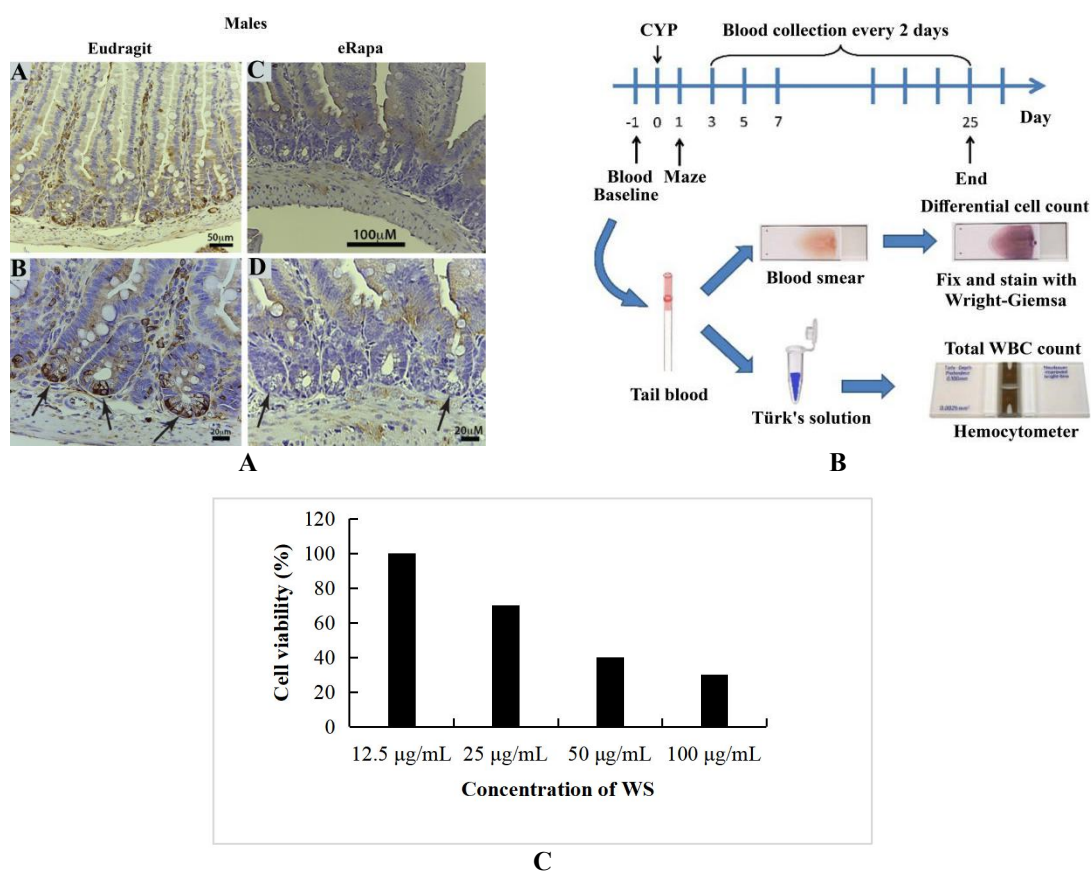 Males
Eudragit
eRapa
A
C
50µm
100µM
B
D
20µm
20µM
A
CYP
Blood collection every 2 days
-1
0
1
3
5
7
25
Day
Blood
Baseline
Maze
End
Differential cell count
Blood smear
Fix and stain with
Wright-Giemsa
Tail blood
Total WBC count
Türk's solution
0.0025 mm²
Hemocytometer
B
120
100
80
60
40
20
0
Cell viability (%)
12.5 µg/mL
25 µg/mL
50 µg/mL
100 µg/mL
Concentration of WS
C